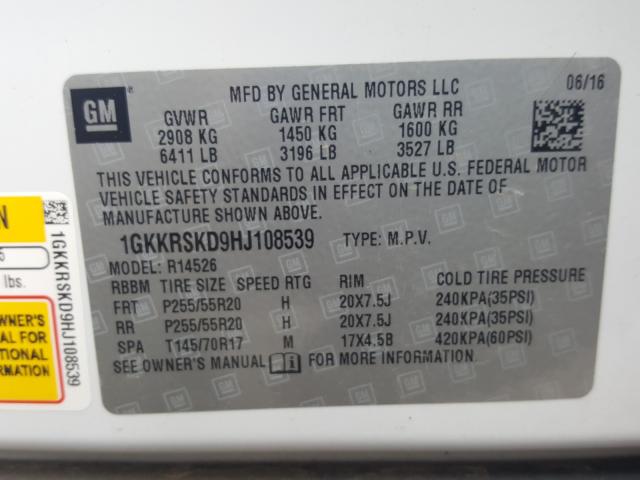 GM
®
MFD BY GENERAL MOTORS LLC 06/16
GVWR GAWR FRT GAWR RR
2908 KG 1450 KG 1600 KG
6411 LB 3196 LB 3527 LB
THIS VEHICLE CONFORMS TO ALL APPLICABLE U.S. FEDERAL MOTOR
VEHICLE SAFETY STANDARDS IN EFFECT ON THE DATE OF
MANUFACTURE SHOWN ABOVE.
1GKKRSKD9HJ108539 TYPE: M.P.V.
MODEL: R14526
RBBM TIRE SIZE SPEED RTG RIM COLD TIRE PRESSURE
FRT P255/55R20 H 20X7.5J 240KPA(35PSI)
RR P255/55R20 H 20X7.5J 240KPA(35PSI)
SPA T145/70R17 M 17X4.5B 420KPA(60PSI)
SEE OWNER'S MANUAL FOR MORE INFORMATION
1GKKRSKD9HJ108539
lbs.
OWNER'S
FOR